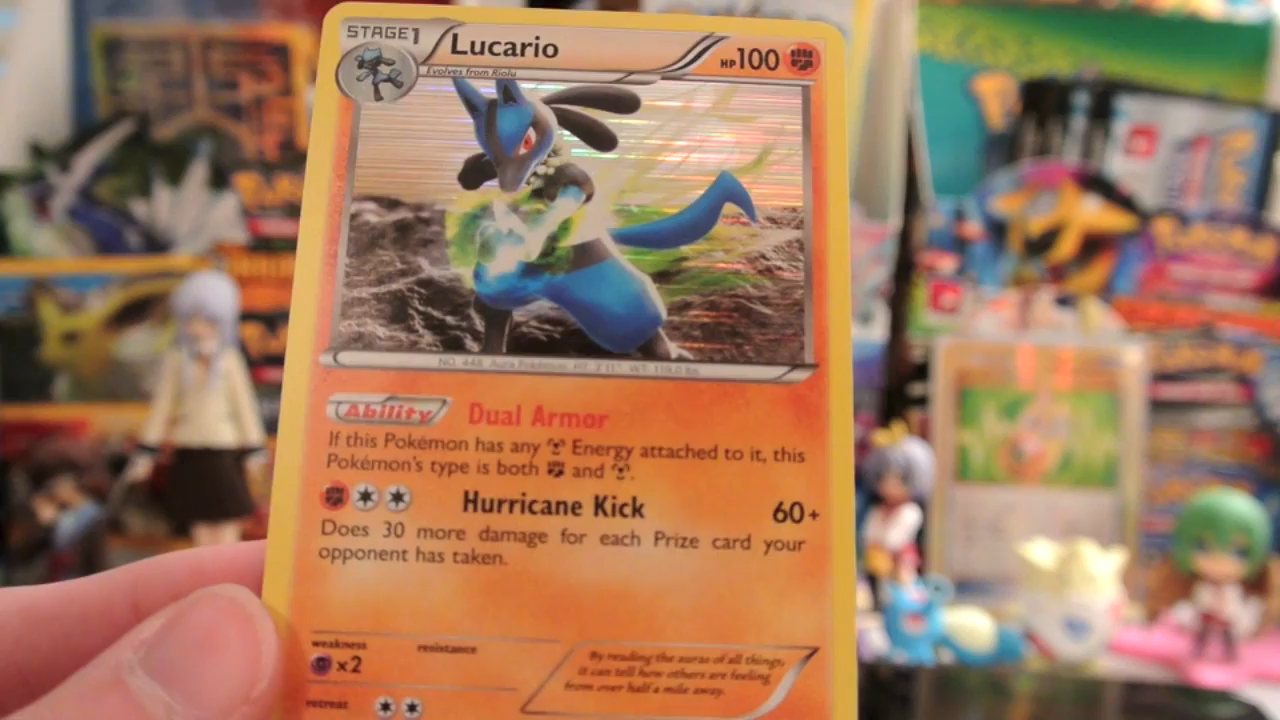 STAGE1
Lucario
HP100
Evolves from Riolu
NO. 448 Aura Pokémon HT: 3'11" WT: 119.0 lbs.
Ability Dual Armor
If this Pokémon has any Energy attached to it, this
Pokémon's type is both and .
Hurricane Kick 60+
Does 30 more damage for each Prize card your
opponent has taken.
weakness resistance
x2
By reading the auras of all things,
it can tell how others are feeling
from over half a mile away.
retreat